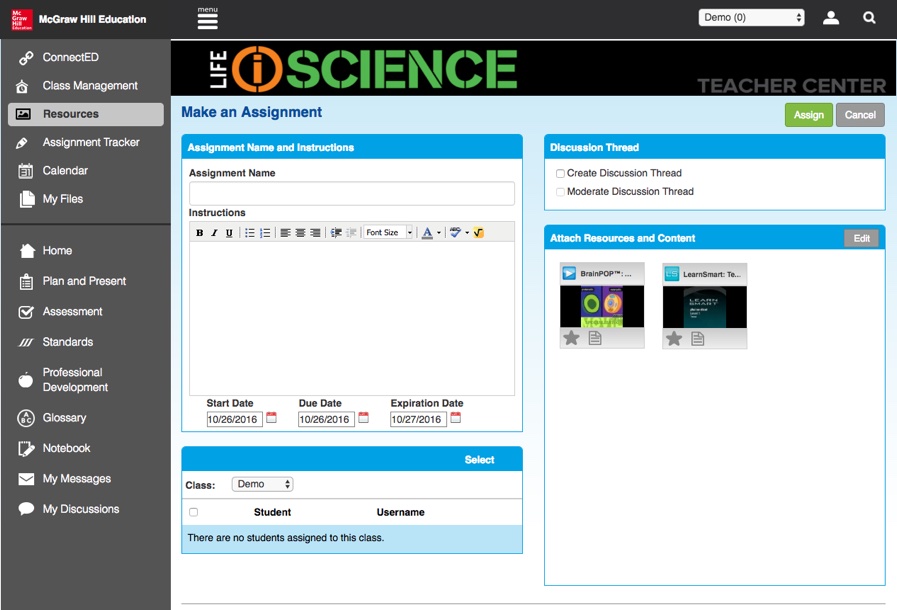 Mc
Graw
Hill
Education
McGraw Hill Education
menu
Demo (0)
ConnectED
Class Management
Resources
Assignment Tracker
31
Calendar
My Files
Home
Plan and Present
Assessment
Standards
Professional
Development
ABC
Glossary
Notebook
My Messages
My Discussions
LIFE
iSCIENCE
TEACHER CENTER
Make an Assignment
Assign
Cancel
Assignment Name and Instructions
Assignment Name
Instructions
B I U
Font Size
A
ABC
Start Date
Due Date
Expiration Date
10/26/2016
10/26/2016
10/27/2016
Select
Class:
Demo
Student
Username
There are no students assigned to this class.
Discussion Thread
Create Discussion Thread
Moderate Discussion Thread
Attach Resources and Content
Edit
BrainPOP™: ...
LS
LearnSmart: Te...
LEARN
SMART